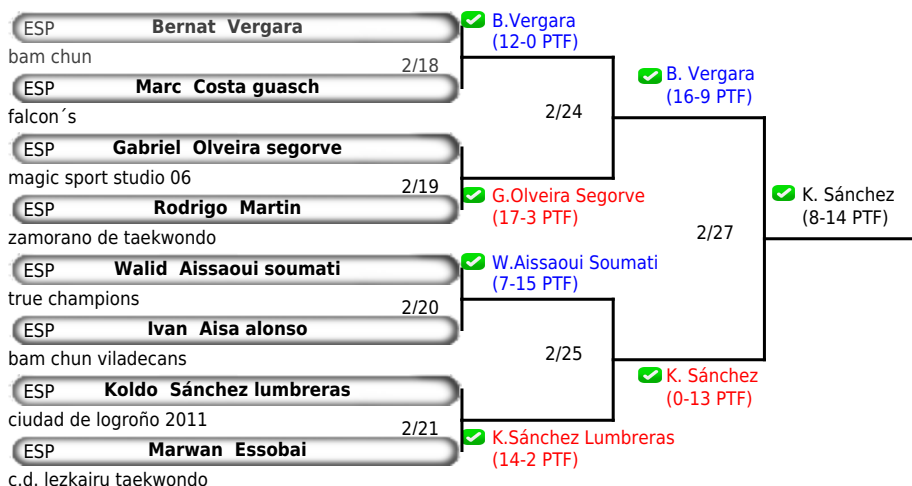 ESP Bernat Vergara
bam chun
2/18
ESP Marc Costa guasch
falcon´s
ESP Gabriel Olveira segorve
magic sport studio 06
2/19
ESP Rodrigo Martin
zamorano de taekwondo
ESP Walid Aissaoui soumati
true champions
2/20
ESP Ivan Aisa alonso
bam chun viladecans
ESP Koldo Sánchez lumbreras
ciudad de logroño 2011
2/21
ESP Marwan Essobai
c.d. lezkairu taekwondo
B.Vergara
(12-0 PTF)
2/24
G.Olveira Segorve
(17-3 PTF)
W.Aissaoui Soumati
(7-15 PTF)
2/25
K.Sánchez Lumbreras
(14-2 PTF)
B. Vergara
(16-9 PTF)
2/27
K. Sánchez
(0-13 PTF)
K. Sánchez
(8-14 PTF)